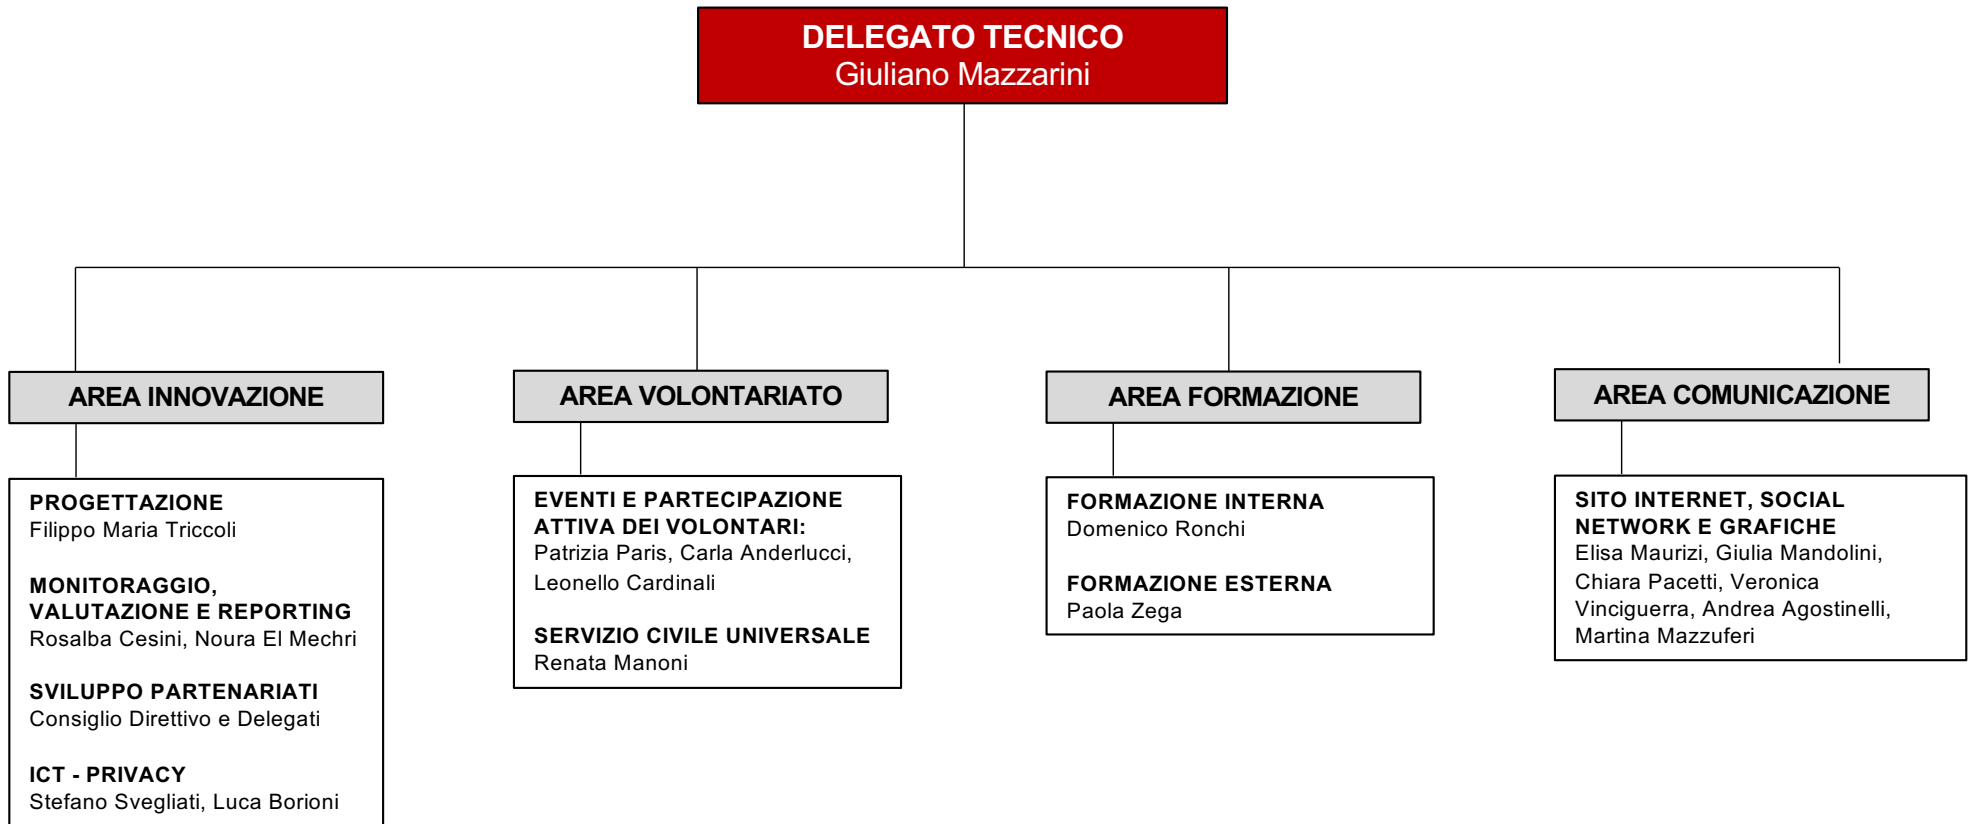 DELEGATO TECNICO
Giuliano Mazzarini
AREA INNOVAZIONE
PROGETTAZIONE
Filippo Maria Triccoli
MONITORAGGIO,
VALUTAZIONE E REPORTING
Rosalba Cesini, Noura El Mechri
SVILUPPO PARTENARIATI
Consiglio Direttivo e Delegati
ICT - PRIVACY
Stefano Svegliati, Luca Borioni
AREA VOLONTARIATO
EVENTI E PARTECIPAZIONE
ATTIVA DEI VOLONTARI:
Patrizia Paris, Carla Anderlucci,
Leonello Cardinali
SERVIZIO CIVILE UNIVERSALE
Renata Manoni
AREA FORMAZIONE
FORMAZIONE INTERNA
Domenico Ronchi
FORMAZIONE ESTERNA
Paola Zega
AREA COMUNICAZIONE
SITO INTERNET, SOCIAL
NETWORK E GRAFICHE
Elisa Maurizi, Giulia Mandolini,
Chiara Pacetti, Veronica
Vinciguerra, Andrea Agostinelli,
Martina Mazzuferi